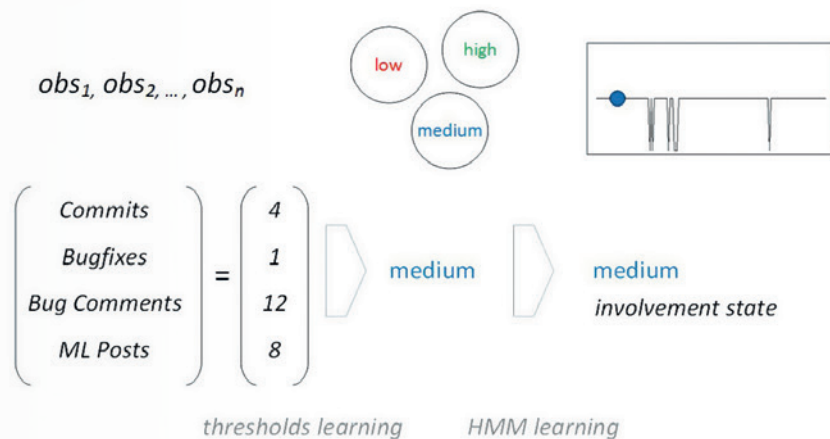 obs1, obs2, ..., obsn
low
high
medium
Commits
Bugfixes
Bug Comments
ML Posts
=
4
1
12
8
medium
medium
involvement state
thresholds learning
HMM learning